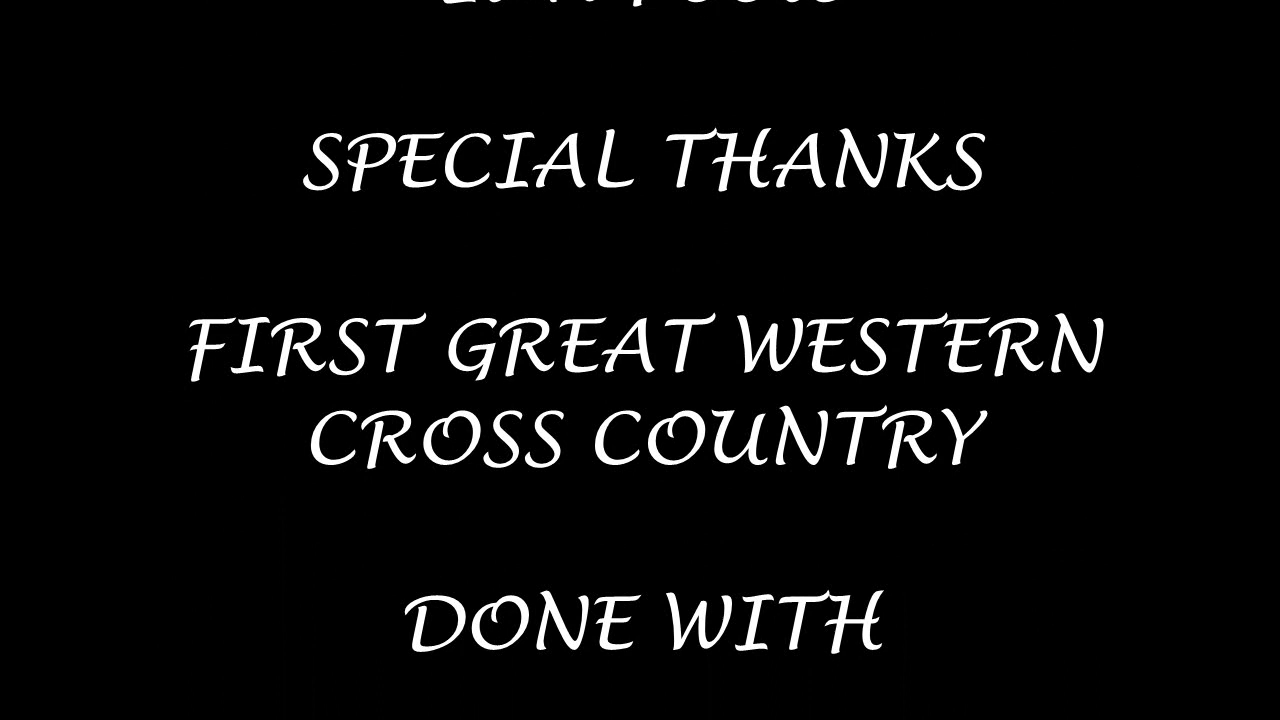 SPECIAL THANKS
FIRST GREAT WESTERN
CROSS COUNTRY
DONE WITH